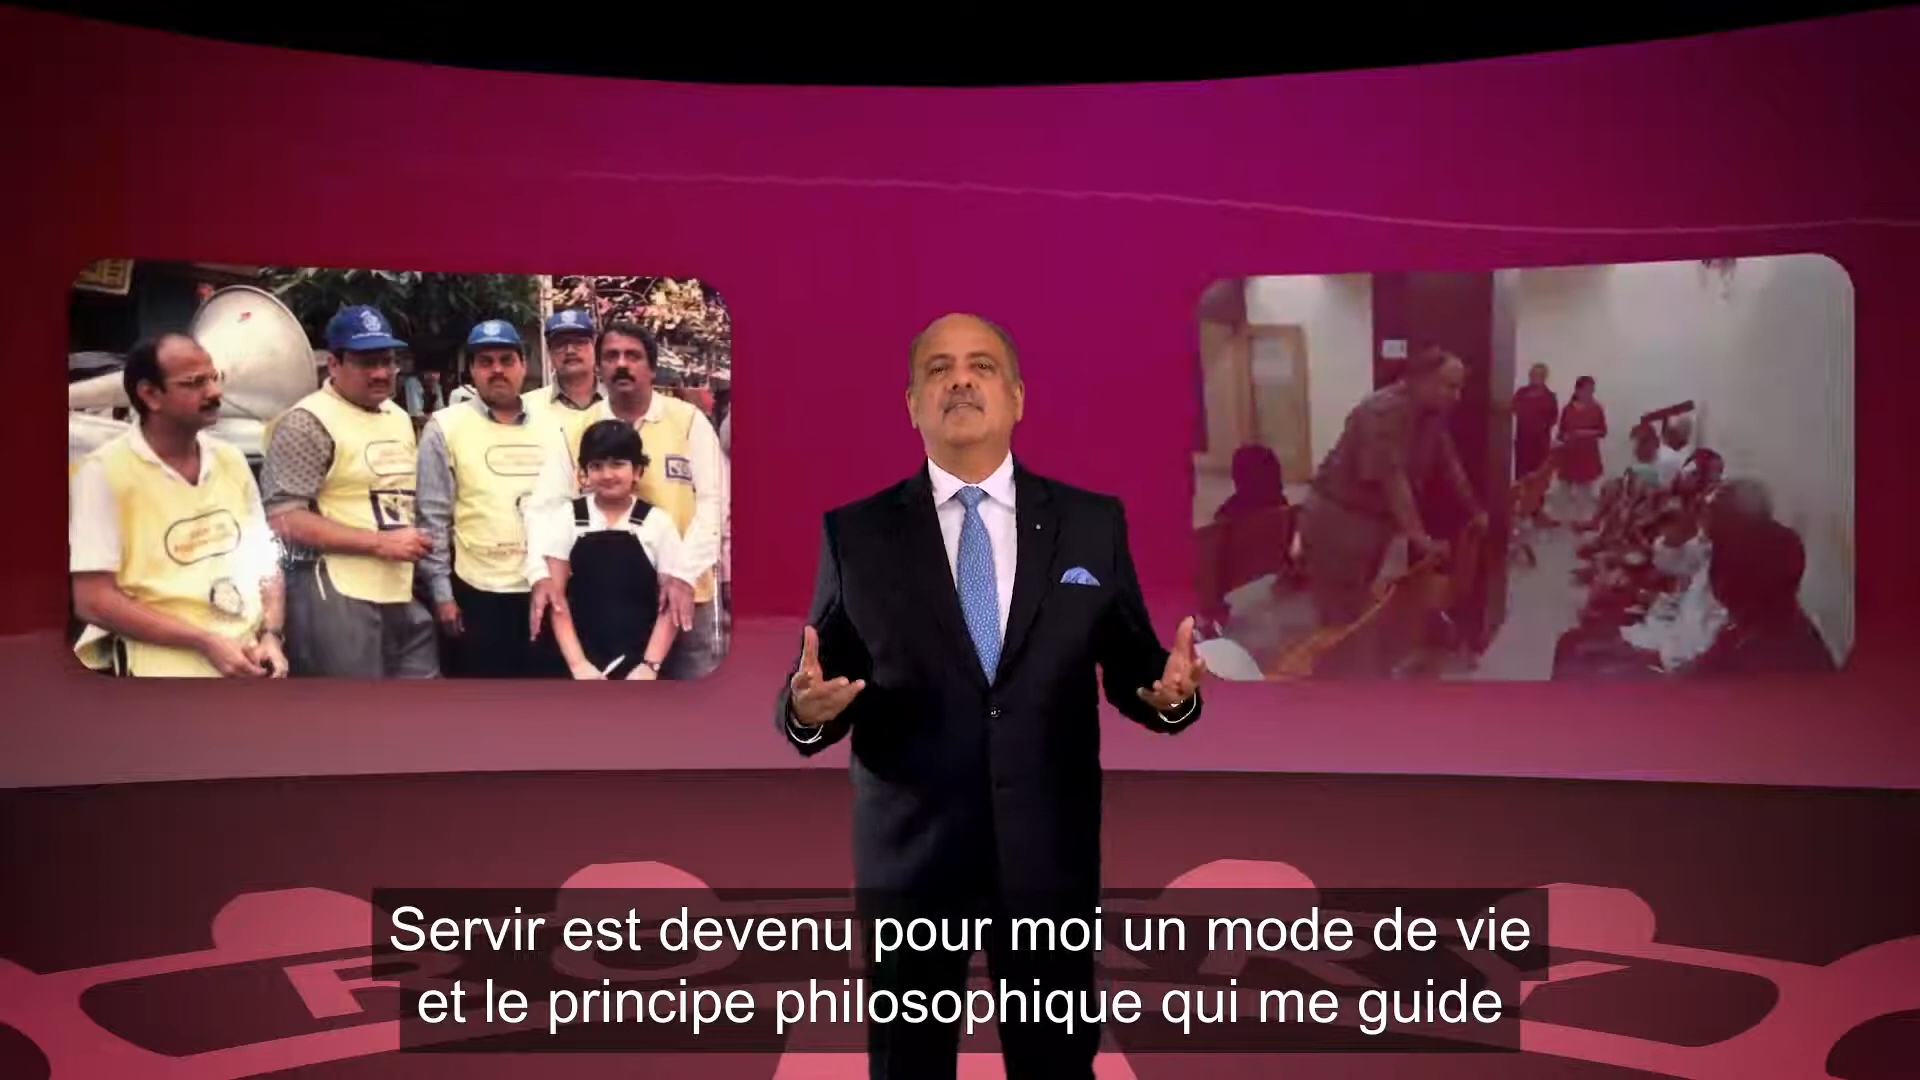 Servir est devenu pour moi un mode de vie
et le principe philosophique qui me guide